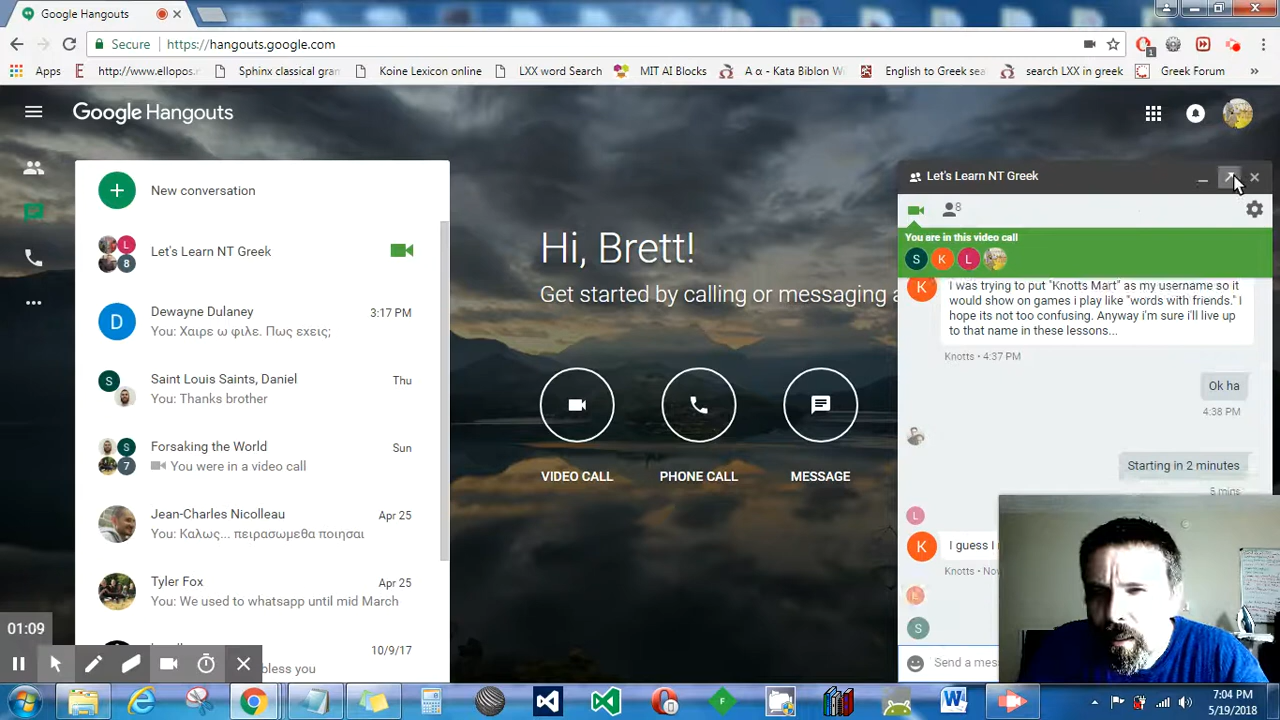 Google Hangouts
Secure
https://hangouts.google.com
1
Apps
http://www.ellopos.n
Sphinx classical gran
Koine Lexicon online
LXX word Search
MIT AI Blocks
A α - Kata Biblon W
English to Greek sea
search LXX in greek
Greek Forum
Google Hangouts
New conversation
Let's Learn NT Greek
L
8
D
Dewayne Dulaney
3:17 PM
You: Χαιρε ω φιλε. Πως εχεις;
S
Saint Louis Saints, Daniel
Thu
You: Thanks brother
S
7
Forsaking the World
Sun
You were in a video call
Jean-Charles Nicolleau
Apr 25
You: Καλως... πειρασωμεθα ποιησαι
Tyler Fox
Apr 25
You: We used to whatsapp until mid March
10/9/17
bless you
01:09
Hi, Brett!
Get started by calling or messaging a
VIDEO CALL
PHONE CALL
MESSAGE
Let's Learn NT Greek
8
You are in this video call
S
K
L
K
I was trying to put "Knotts Mart" as my username so it
would show on games i play like "words with friends." I
hope its not too confusing. Anyway i'm sure i'll live up
to that name in these lessons...
Knotts • 4:37 PM
Ok ha
4:38 PM
Starting in 2 minutes
5 mins
L
K
I guess I
Knotts •
S
Send a mes
7:04 PM
5/19/2018